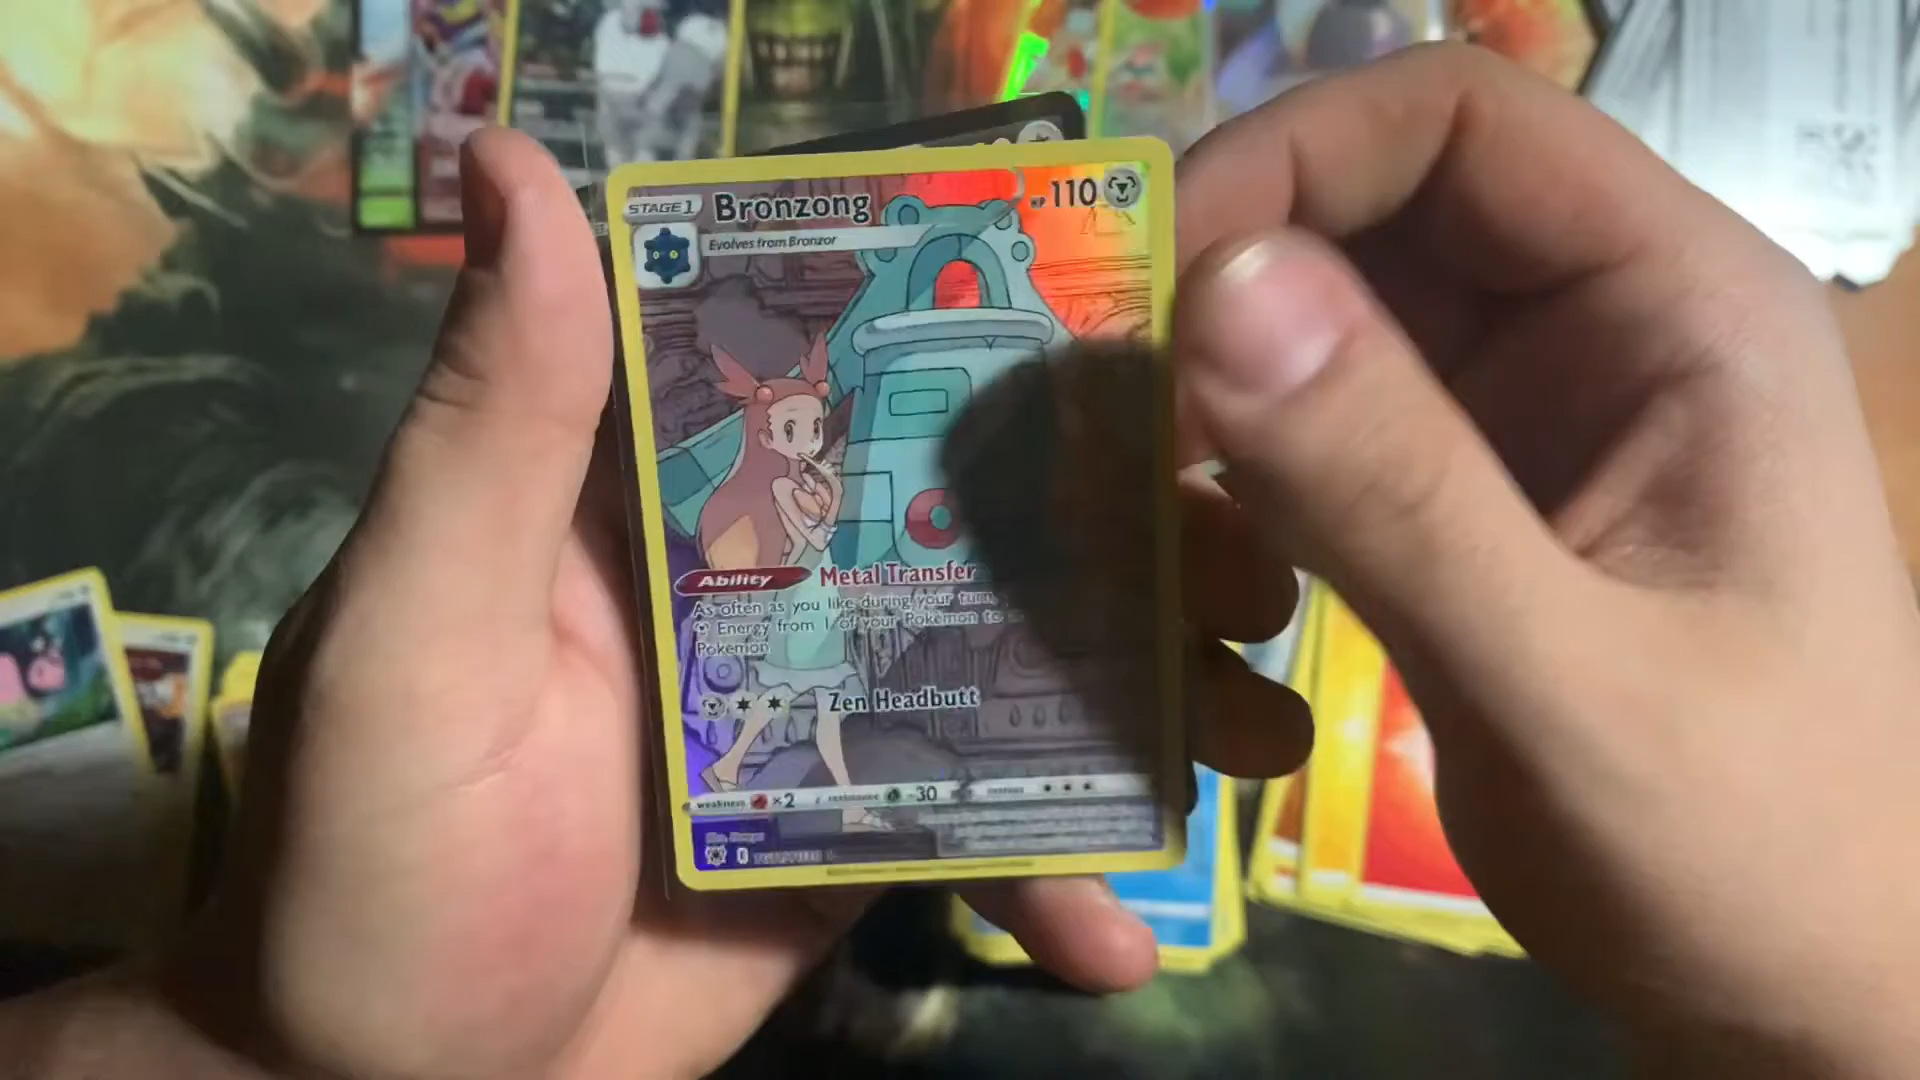 STAGE 1 Bronzong HP 110
Evolves from Bronzor
Ability Metal Transfer
As often as you like during your turn,
Energy from 1 of your Pokémon to
Pokémon.
Zen Headbutt
weakness ×2 resistance -30